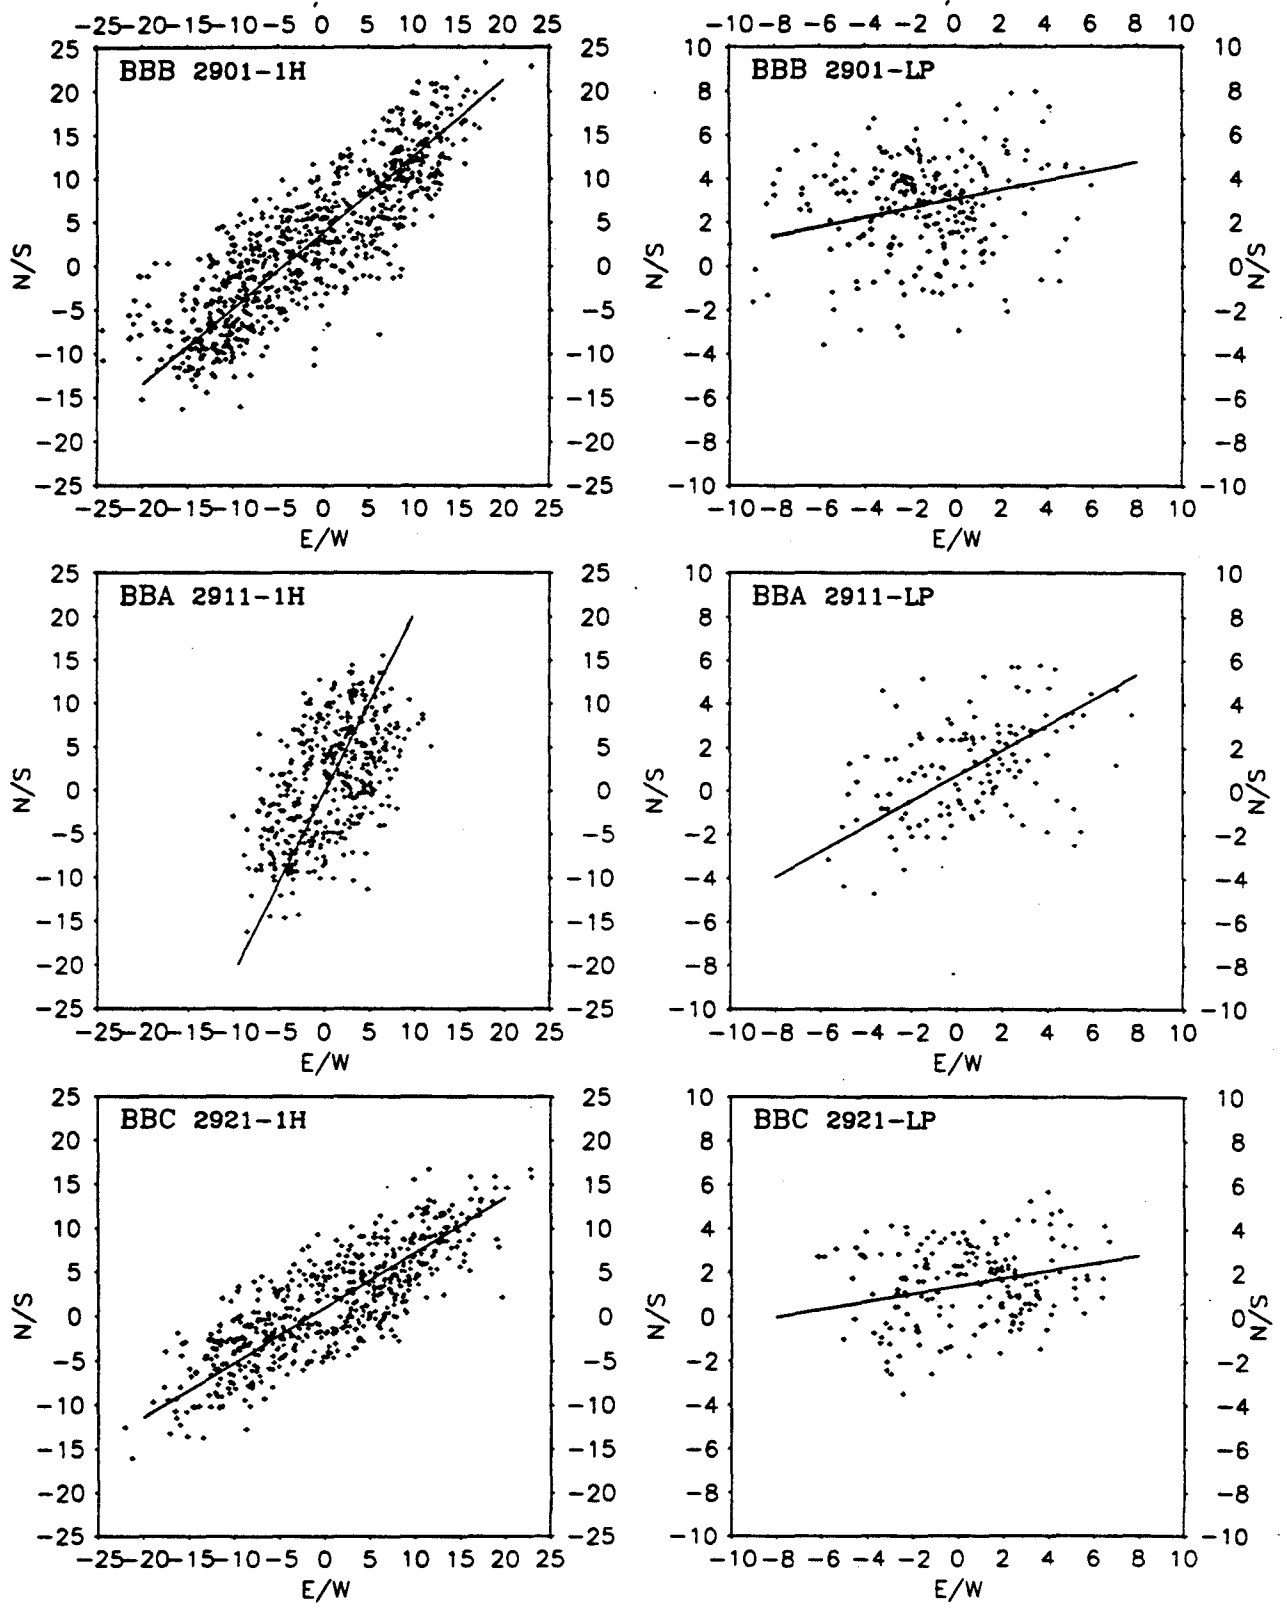 -25-20-15-10-5 0 5 10 15 20 25
-10 -8 -6 -4 -2 0 2 4 6 8 10
BBB 2901-1H
25 20 15 10 5 0 -5 -10 -15 -20 -25
N/S
25 20 15 10 5 0 -5 -10 -15 -20 -25
-25-20-15-10-5 0 5 10 15 20 25
E/W
BBB 2901-LP
10 8 6 4 2 0 -2 -4 -6 -8 -10
N/S
10 8 6 4 2 0 -2 -4 -6 -8 -10
N/S
-10 -8 -6 -4 -2 0 2 4 6 8 10
E/W
BBA 2911-1H
25 20 15 10 5 0 -5 -10 -15 -20 -25
N/S
25 20 15 10 5 0 -5 -10 -15 -20 -25
-25-20-15-10-5 0 5 10 15 20 25
E/W
BBA 2911-LP
10 8 6 4 2 0 -2 -4 -6 -8 -10
N/S
10 8 6 4 2 0 -2 -4 -6 -8 -10
N/S
-10 -8 -6 -4 -2 0 2 4 6 8 10
E/W
BBC 2921-1H
25 20 15 10 5 0 -5 -10 -15 -20 -25
N/S
25 20 15 10 5 0 -5 -10 -15 -20 -25
-25-20-15-10-5 0 5 10 15 20 25
E/W
BBC 2921-LP
10 8 6 4 2 0 -2 -4 -6 -8 -10
N/S
10 8 6 4 2 0 -2 -4 -6 -8 -10
N/S
-10 -8 -6 -4 -2 0 2 4 6 8 10
E/W